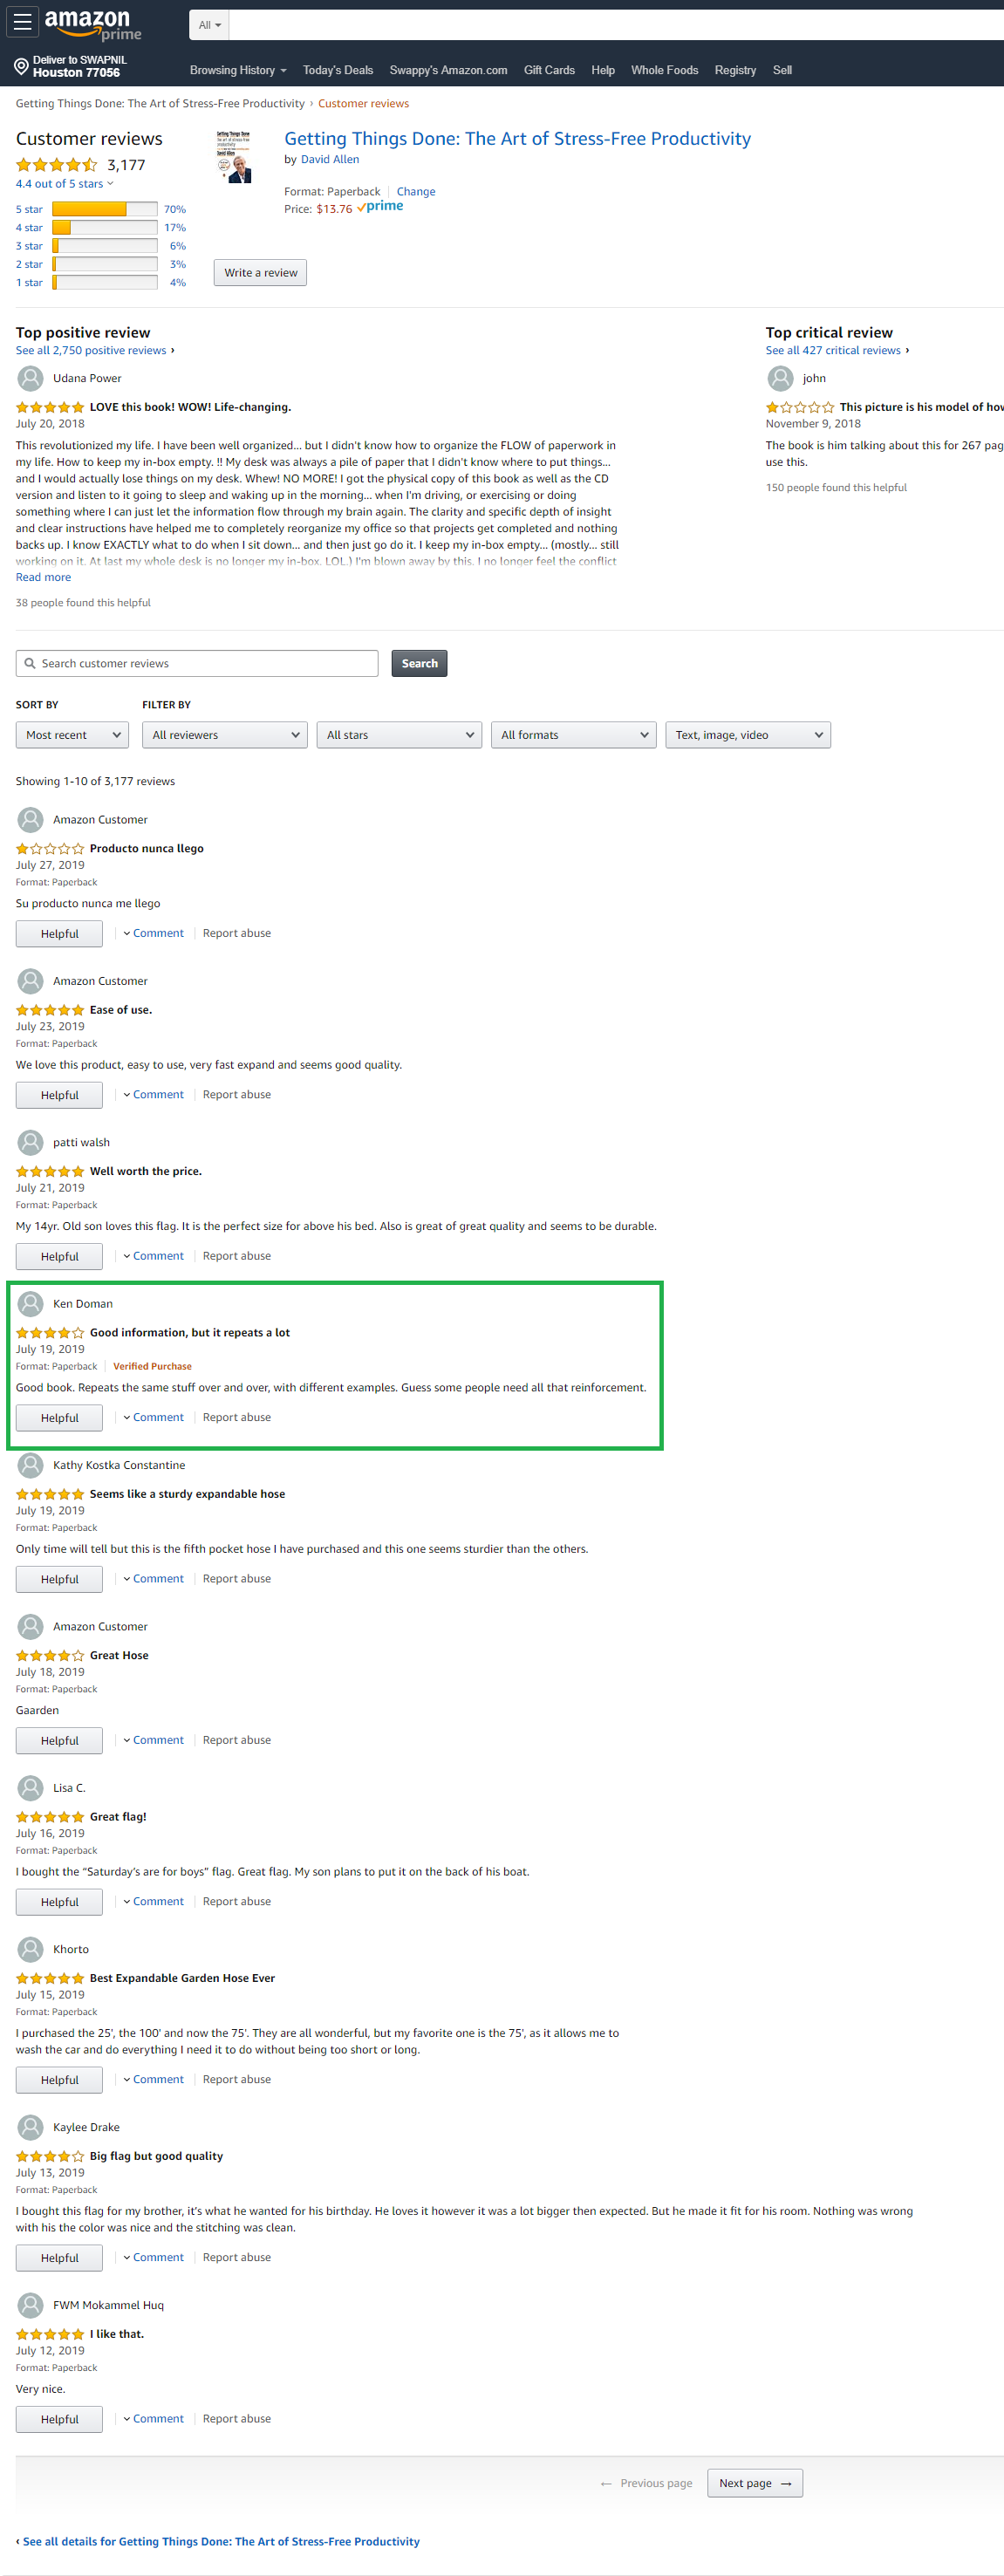 amazon
prime
All
Deliver to SWAPNIL
Houston 77056
Browsing History
Today's Deals
Swappy's Amazon.com
Gift Cards
Help
Whole Foods
Registry
Sell
Getting Things Done: The Art of Stress-Free Productivity › Customer reviews
Customer reviews
3,177
4.4 out of 5 stars
5 star 70%
4 star 17%
3 star 6%
2 star 3%
1 star 4%
Getting Things Done
the art of stress-free
productivity
David Allen
Getting Things Done: The Art of Stress-Free Productivity
by David Allen
Format: Paperback | Change
Price: $13.76 prime
Write a review
Top positive review
See all 2,750 positive reviews ›
Udana Power
LOVE this book! WOW! Life-changing.
July 20, 2018
This revolutionized my life. I have been well organized... but I didn't know how to organize the FLOW of paperwork in
my life. How to keep my in-box empty. !! My desk was always a pile of paper that I didn't know where to put things...
and I would actually lose things on my desk. Whew! NO MORE! I got the physical copy of this book as well as the CD
version and listen to it going to sleep and waking up in the morning... when I'm driving, or exercising or doing
something where I can just let the information flow through my brain again. The clarity and specific depth of insight
and clear instructions have helped me to completely reorganize my office so that projects get completed and nothing
backs up. I know EXACTLY what to do when I sit down... and then just go do it. I keep my in-box empty... (mostly... still
working on it. At last my whole desk is no longer my in-box. LOL.) I'm blown away by this. I no longer feel the conflict
Read more
38 people found this helpful
Top critical review
See all 427 critical reviews ›
john
This picture is his model of how
November 9, 2018
The book is him talking about this for 267 pag
use this.
150 people found this helpful
Search customer reviews
Search
SORT BY
FILTER BY
Most recent
All reviewers
All stars
All formats
Text, image, video
Showing 1-10 of 3,177 reviews
Amazon Customer
Producto nunca llego
July 27, 2019
Format: Paperback
Su producto nunca me llego
Helpful | Comment | Report abuse
Amazon Customer
Ease of use.
July 23, 2019
Format: Paperback
We love this product, easy to use, very fast expand and seems good quality.
Helpful | Comment | Report abuse
patti walsh
Well worth the price.
July 21, 2019
Format: Paperback
My 14yr. Old son loves this flag. It is the perfect size for above his bed. Also is great of great quality and seems to be durable.
Helpful | Comment | Report abuse
Ken Doman
Good information, but it repeats a lot
July 19, 2019
Format: Paperback | Verified Purchase
Good book. Repeats the same stuff over and over, with different examples. Guess some people need all that reinforcement.
Helpful | Comment | Report abuse
Kathy Kostka Constantine
Seems like a sturdy expandable hose
July 19, 2019
Format: Paperback
Only time will tell but this is the fifth pocket hose I have purchased and this one seems sturdier than the others.
Helpful | Comment | Report abuse
Amazon Customer
Great Hose
July 18, 2019
Format: Paperback
Gaarden
Helpful | Comment | Report abuse
Lisa C.
Great flag!
July 16, 2019
Format: Paperback
I bought the “Saturday’s are for boys” flag. Great flag. My son plans to put it on the back of his boat.
Helpful | Comment | Report abuse
Khorto
Best Expandable Garden Hose Ever
July 15, 2019
Format: Paperback
I purchased the 25', the 100' and now the 75'. They are all wonderful, but my favorite one is the 75', as it allows me to
wash the car and do everything I need it to do without being too short or long.
Helpful | Comment | Report abuse
Kaylee Drake
Big flag but good quality
July 13, 2019
Format: Paperback
I bought this flag for my brother, it’s what he wanted for his birthday. He loves it however it was a lot bigger then expected. But he made it fit for his room. Nothing was wrong
with his the color was nice and the stitching was clean.
Helpful | Comment | Report abuse
FWM Mokammel Huq
I like that.
July 12, 2019
Format: Paperback
Very nice.
Helpful | Comment | Report abuse
← Previous page
Next page →
‹ See all details for Getting Things Done: The Art of Stress-Free Productivity